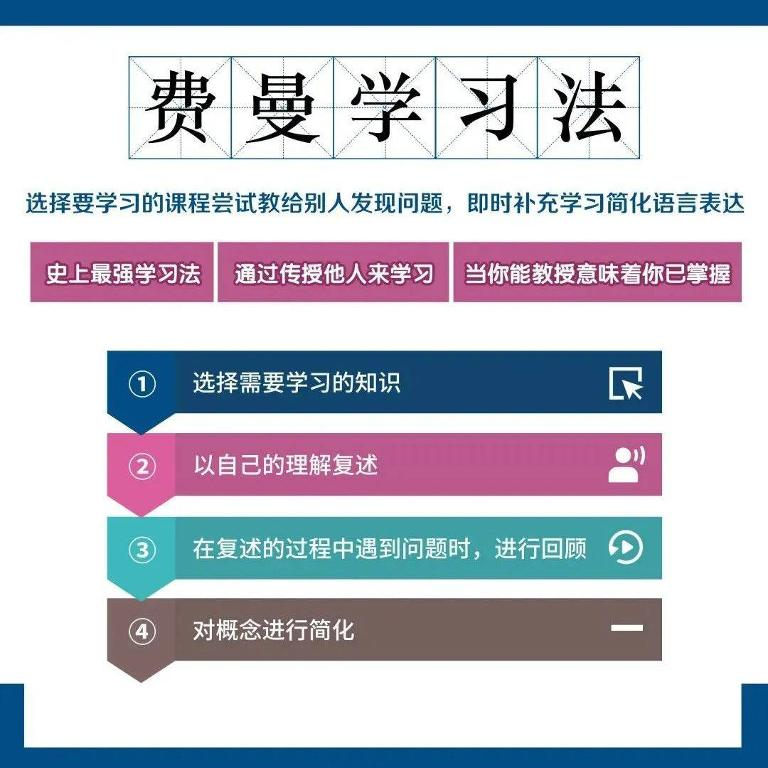 费曼学习法
选择要学习的课程尝试教给别人发现问题，即时补充学习简化语言表达
史上最强学习法
通过传授他人来学习
当你能教授意味着你已掌握
① 选择需要学习的知识
② 以自己的理解复述
③ 在复述的过程中遇到问题时，进行回顾
④ 对概念进行简化